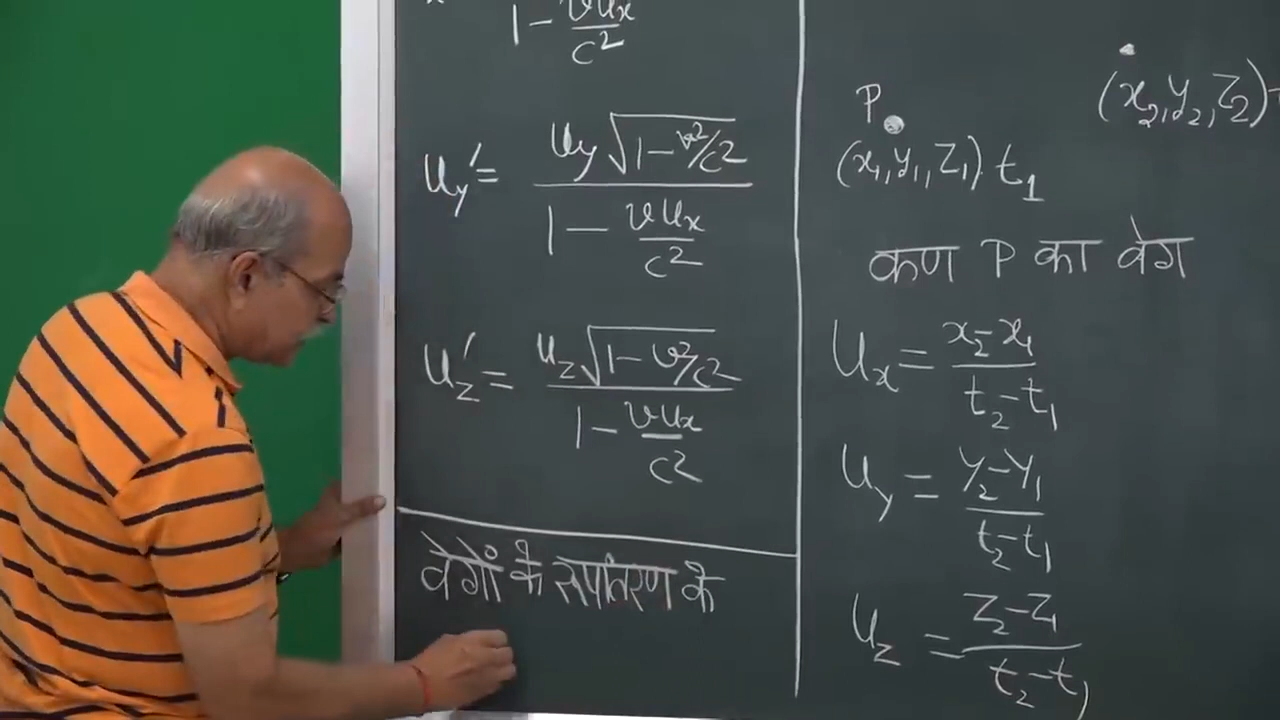 1 - vux/c²
uy′ = uy√(1-v²/c²) / (1 - vux/c²)
uz′ = uz√(1-v²/c²) / (1 - vux/c²)
वेगों के रूपांतरण के
P
(x₂,y₂,z₂)
(x₁,y₁,z₁) t₁
कण P का वेग
Ux = (x₂-x₁)/(t₂-t₁)
Uy = (y₂-y₁)/(t₂-t₁)
Uz = (z₂-z₁)/(t₂-t₁)